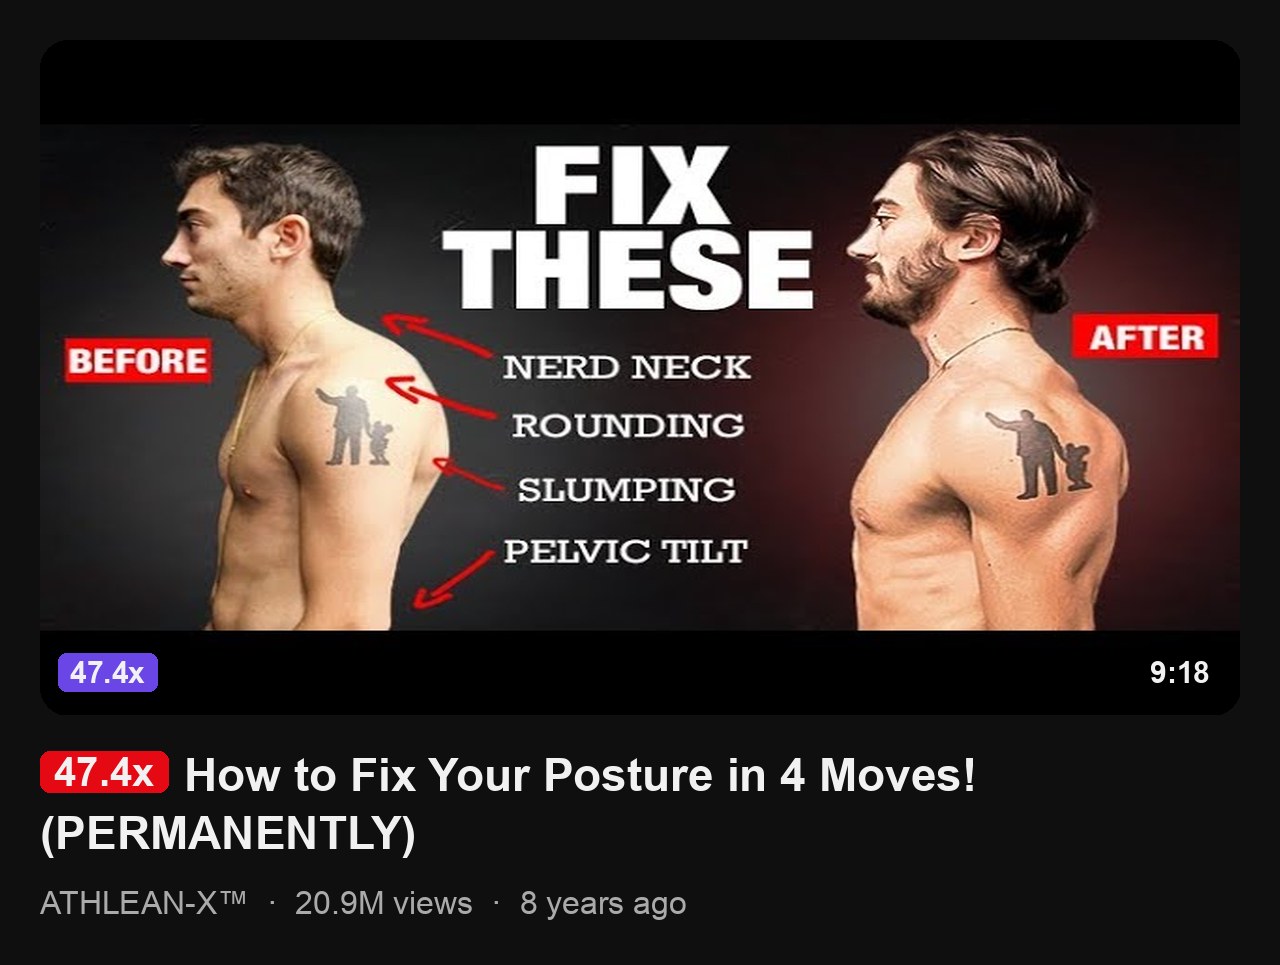 FIX
THESE
BEFORE
AFTER
NERD NECK
ROUNDING
SLUMPING
PELVIC TILT
47.4x
9:18
47.4x How to Fix Your Posture in 4 Moves!
(PERMANENTLY)
ATHLEAN-X™ · 20.9M views · 8 years ago